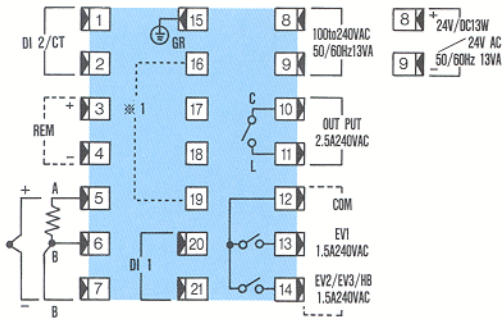 1 15 8 100to240VAC 8 + 24V/DC13W
DI 2/CT GR 50/60Hz13VA 24V AC
2 16 9 9 − 50/60Hz 13VA
+ 3 ※ 1 17 C 10 OUT PUT
REM 2.5A240VAC
− 4 18 L 11
+ A 5 19 12 COM
B 6 DI 1 20 13 EV1
1.5A240VAC
− B 7 21 14 EV2/EV3/HB
1.5A240VAC